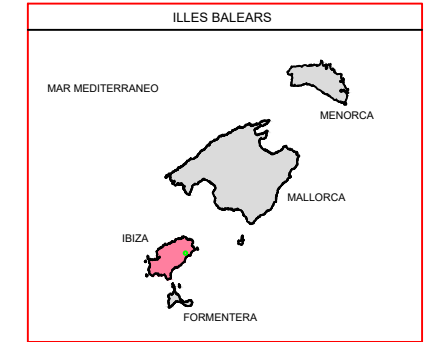 ILLES BALEARS
MAR MEDITERRANEO
MENORCA
MALLORCA
IBIZA
FORMENTERA